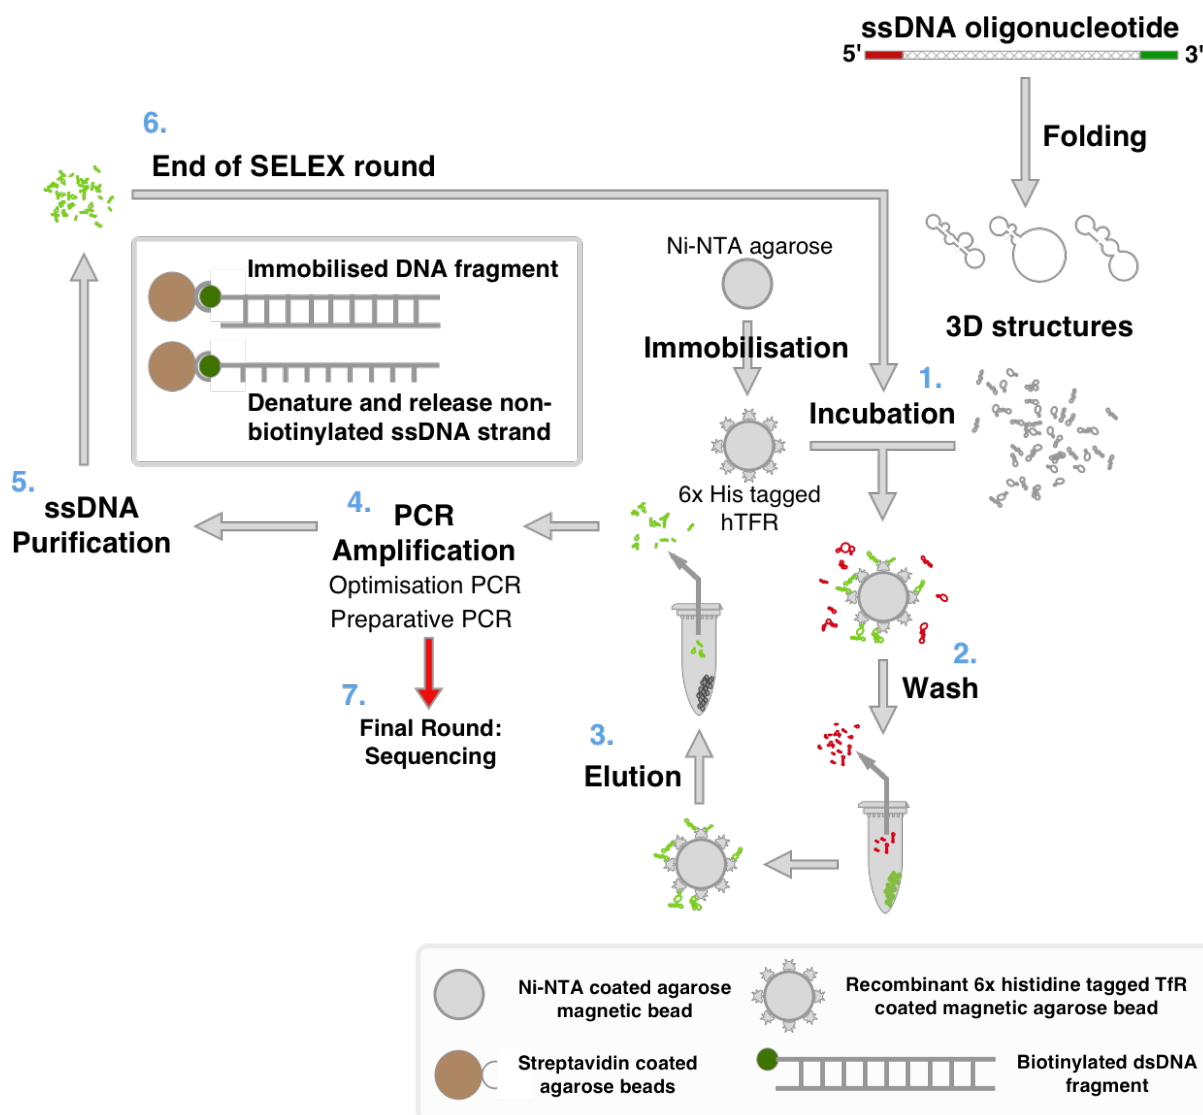 ssDNA oligonucleotide
5'
3'
Folding
3D structures
6.
End of SELEX round
Immobilised DNA fragment
Denature and release non-
biotinylated ssDNA strand
Ni-NTA agarose
Immobilisation
6x His tagged
hTFR
1.
Incubation
2.
Wash
3.
Elution
4.
PCR
Amplification
Optimisation PCR
Preparative PCR
5.
ssDNA
Purification
7.
Final Round:
Sequencing
Ni-NTA coated agarose
magnetic bead
Recombinant 6x histidine tagged TfR
coated magnetic agarose bead
Streptavidin coated
agarose beads
Biotinylated dsDNA
fragment